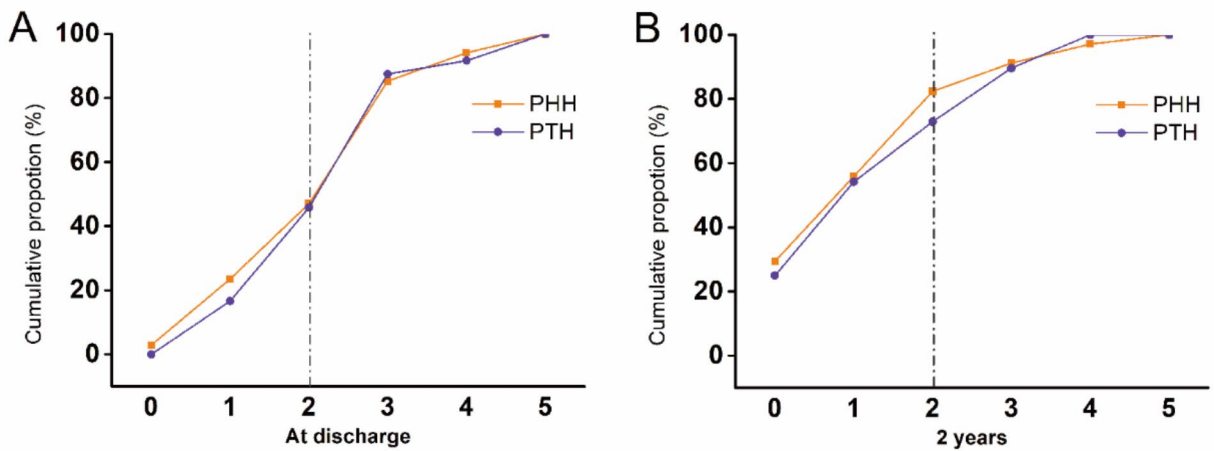 A
Cumulative propotion (%)
100
80
60
40
20
0
PHH
PTH
0 1 2 3 4 5
At discharge
B
Cumulative propotion (%)
100
80
60
40
20
0
PHH
PTH
0 1 2 3 4 5
2 years